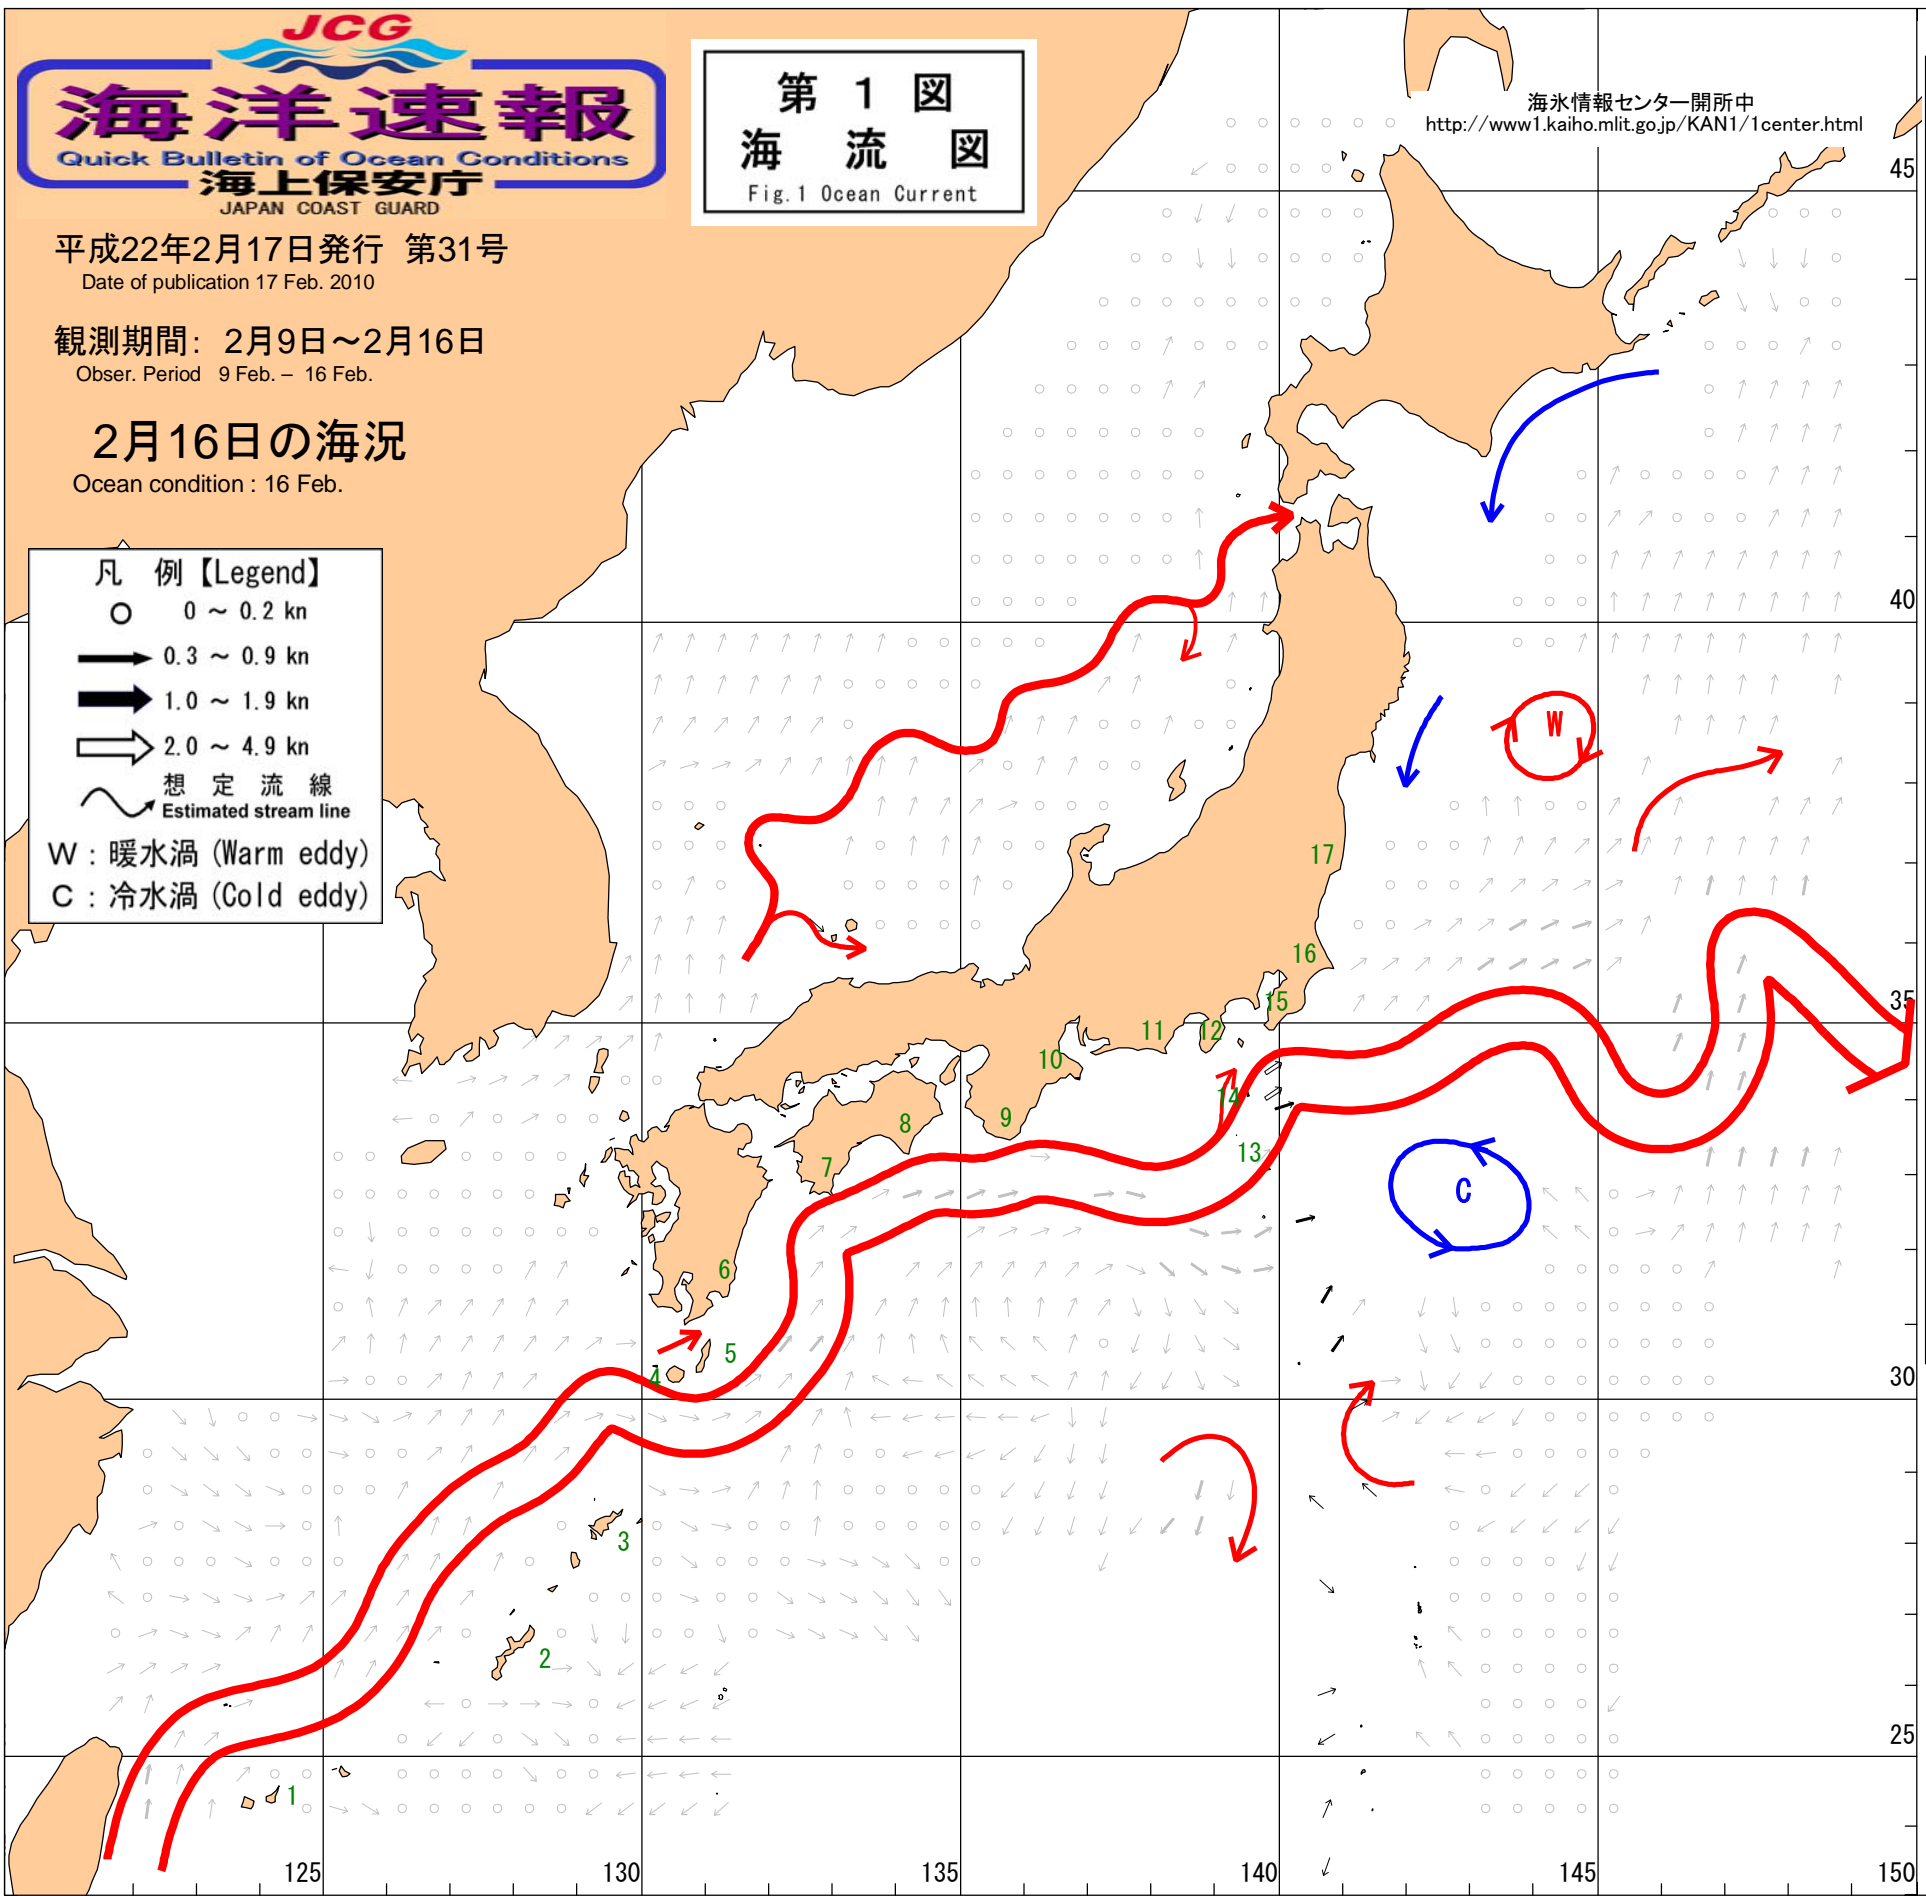 JCG
海洋速報
Quick Bulletin of Ocean Conditions
海上保安庁
JAPAN COAST GUARD
第 1 図
海 流 図
Fig.1 Ocean Current
海氷情報センター開所中
http://www1.kaiho.mlit.go.jp/KAN1/1center.html
平成22年2月17日発行 第31号
Date of publication 17 Feb. 2010
観測期間: 2月9日~2月16日
Obser. Period 9 Feb. – 16 Feb.
2月16日の海況
Ocean condition : 16 Feb.
凡 例【Legend】
0 ~ 0.2 kn
0.3 ~ 0.9 kn
1.0 ~ 1.9 kn
2.0 ~ 4.9 kn
想 定 流 線
Estimated stream line
W : 暖水渦 (Warm eddy)
C : 冷水渦 (Cold eddy)
45
40
W
17
16
35
15
12
11
10
14
9
8
13
7
C
6
5
4
30
3
2
25
1
125
130
135
140
145
150